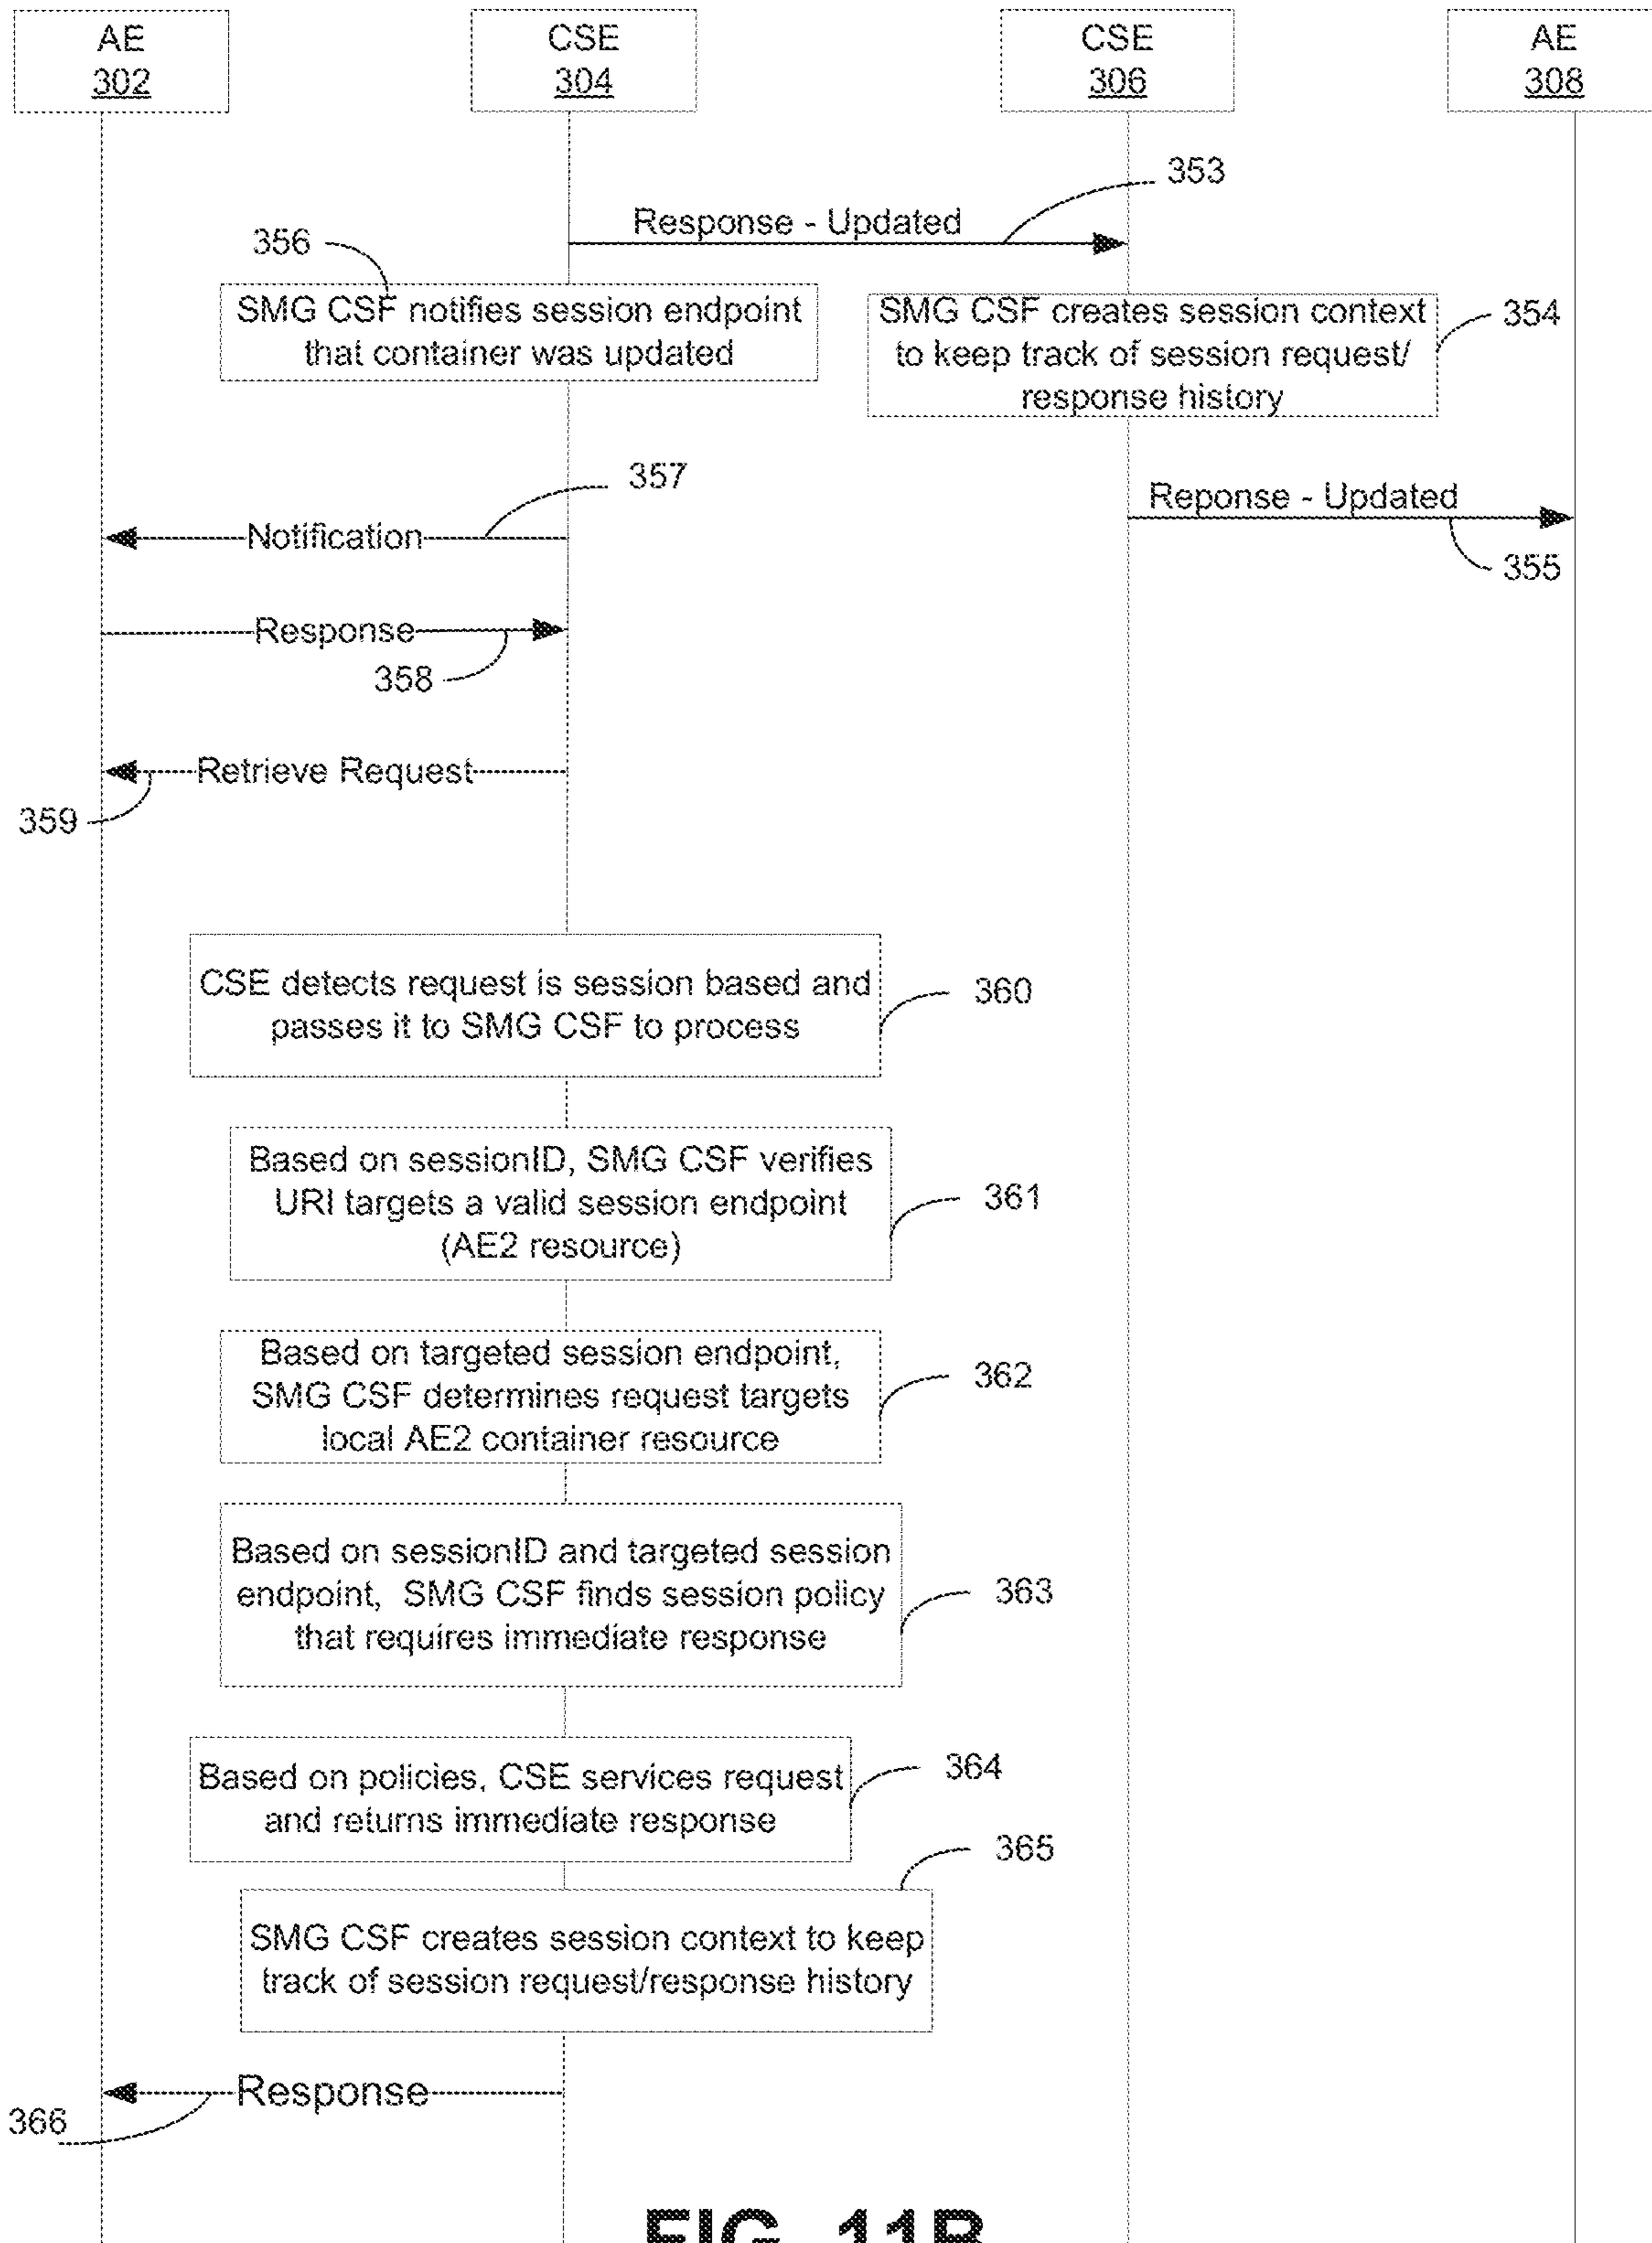 AE
302
CSE
304
CSE
306
AE
308
353
Response - Updated
356
SMG CSF notifies session endpoint
that container was updated
SMG CSF creates session context
to keep track of session request/
response history
354
357
Reponse - Updated
Notification
355
Response
358
Retrieve Request
359
CSE detects request is session based and
passes it to SMG CSF to process
360
Based on sessionID, SMG CSF verifies
URI targets a valid session endpoint
(AE2 resource)
361
Based on targeted session endpoint,
SMG CSF determines request targets
local AE2 container resource
362
Based on sessionID and targeted session
endpoint, SMG CSF finds session policy
that requires immediate response
363
Based on policies, CSE services request
and returns immediate response
364
365
SMG CSF creates session context to keep
track of session request/response history
Response
366
FIG. 11B